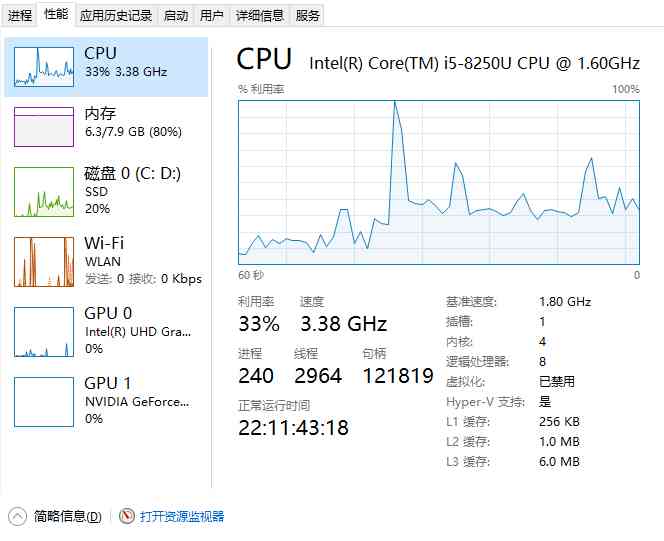 进程 性能 应用历史记录 启动 用户 详细信息 服务
CPU
33% 3.38 GHz
内存
6.3/7.9 GB (80%)
磁盘 0 (C: D:)
SSD
20%
Wi-Fi
WLAN
发送: 0 接收: 0 Kbps
GPU 0
Intel(R) UHD Gra...
0%
GPU 1
NVIDIA GeForce...
0%
CPU Intel(R) Core(TM) i5-8250U CPU @ 1.60GHz
% 利用率 100%
60 秒 0
利用率 速度
33% 3.38 GHz
进程 线程 句柄
240 2964 121819
正常运行时间
22:11:43:18
基准速度: 1.80 GHz
插槽: 1
内核: 4
逻辑处理器: 8
虚拟化: 已禁用
Hyper-V 支持: 是
L1 缓存: 256 KB
L2 缓存: 1.0 MB
L3 缓存: 6.0 MB
简略信息(D) 打开资源监视器